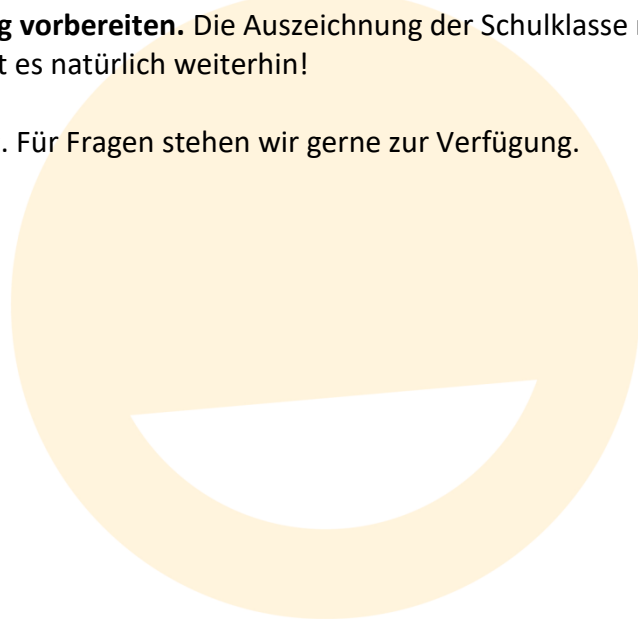 g vorbereiten. Die Auszeichnung der Schulklasse
t es natürlich weiterhin!
. Für Fragen stehen wir gerne zur Verfügung.